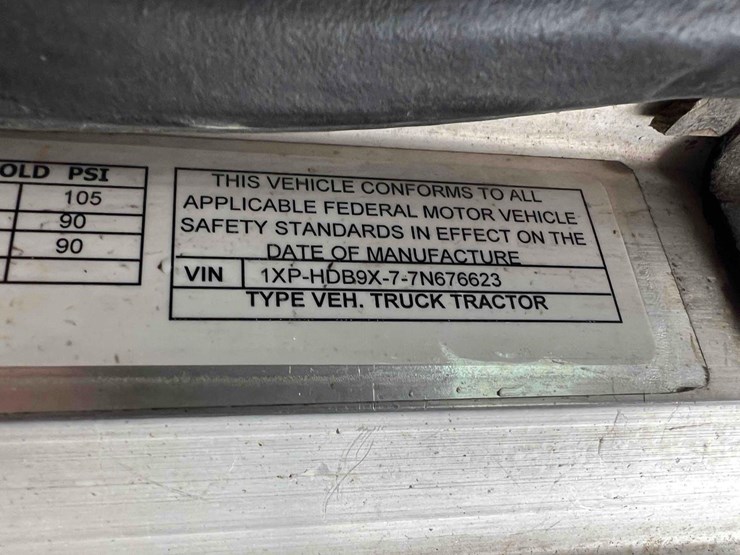 OLD PSI
105
90
90
THIS VEHICLE CONFORMS TO ALL
APPLICABLE FEDERAL MOTOR VEHICLE
SAFETY STANDARDS IN EFFECT ON THE
DATE OF MANUFACTURE
VIN 1XP-HDB9X-7-7N676623
TYPE VEH. TRUCK TRACTOR